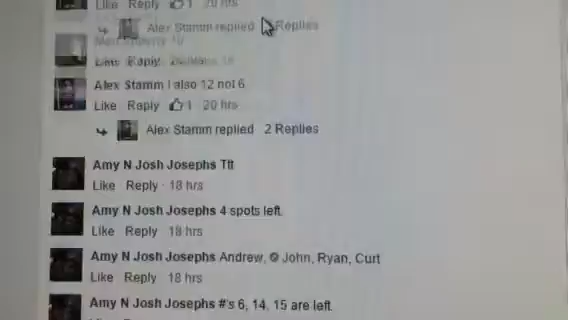 Like Reply 1 20 hrs
Alex Stamm replied Replies
Like Reply
Alex Stamm I also 12 not 6
Like Reply 1 20 hrs
Alex Stamm replied 2 Replies
Amy N Josh Josephs Ttt
Like Reply · 18 hrs
Amy N Josh Josephs 4 spots left.
Like Reply 18 hrs
Amy N Josh Josephs Andrew, @ John, Ryan, Curt
Like Reply 18 hrs
Amy N Josh Josephs #'s 6, 14, 15 are left.